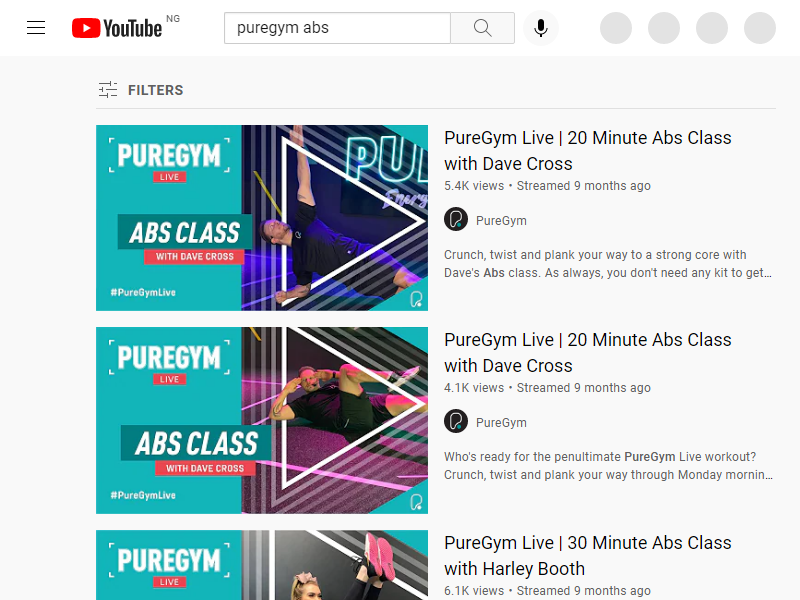 YouTube NG
puregym abs
FILTERS
PUREGYM
LIVE
ABS CLASS
WITH DAVE CROSS
#PureGymLive
PU
Energy
PureGym Live | 20 Minute Abs Class
with Dave Cross
5.4K views • Streamed 9 months ago
PureGym
Crunch, twist and plank your way to a strong core with
Dave's Abs class. As always, you don't need any kit to get...
PUREGYM
LIVE
ABS CLASS
WITH DAVE CROSS
#PureGymLive
PureGym Live | 20 Minute Abs Class
with Dave Cross
4.1K views • Streamed 9 months ago
PureGym
Who's ready for the penultimate PureGym Live workout?
Crunch, twist and plank your way through Monday mornin...
PUREGYM
LIVE
PureGym Live | 30 Minute Abs Class
with Harley Booth
6.1K views • Streamed 9 months ago